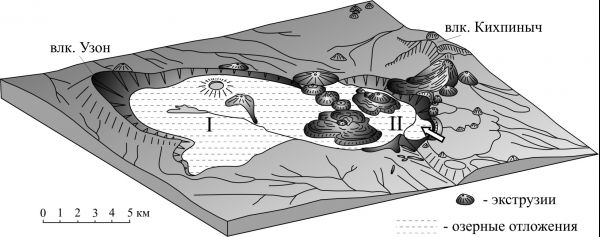 влк. Кихпиныч
влк. Узон
I
II
0 1 2 3 4 5 км
- экструзии
- озерные отложения